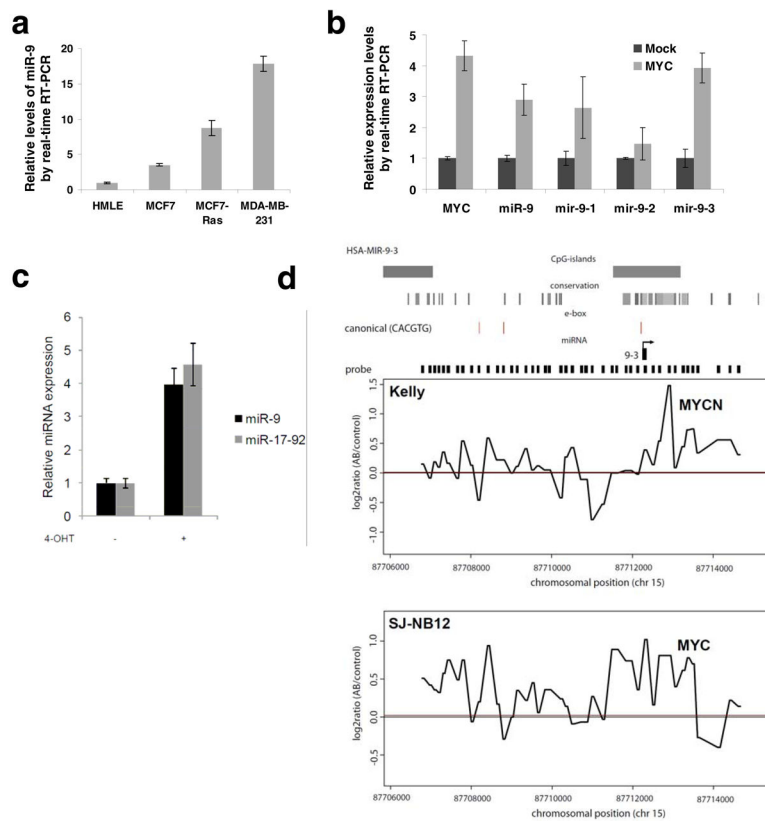 a
Relative levels of miR-9
by real-time RT-PCR
20
15
10
5
0
HMLE
MCF7
MCF7-
Ras
MDA-MB-
231
b
Relative expression levels
by real-time RT-PCR
5
4
3
2
1
0
Mock
MYC
MYC
miR-9
mir-9-1
mir-9-2
mir-9-3
c
Relative miRNA expression
6
5
4
3
2
1
0
miR-9
miR-17-92
4-OHT
-
+
d
HSA-MIR-9-3
CpG-islands
conservation
e-box
canonical (CACGTG)
miRNA
9-3
probe
Kelly
MYCN
log2ratio (AB/control)
1.5
1.0
0.5
0.0
-0.5
-1.0
87706000
87708000
87710000
87712000
87714000
chromosomal position (chr 15)
SJ-NB12
MYC
log2ratio (AB/control)
1.0
0.5
0.0
-0.5
87706000
87708000
87710000
87712000
87714000
chromosomal position (chr 15)